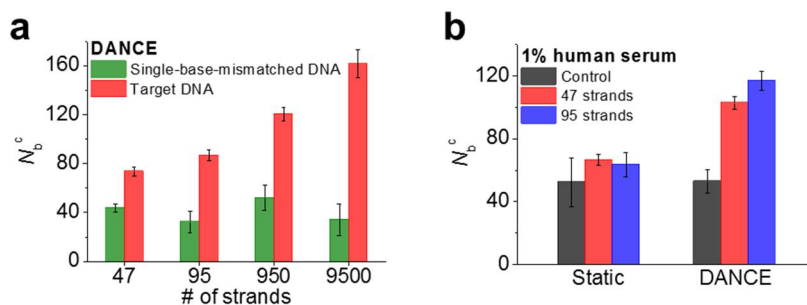 a
DANCE
Single-base-mismatched DNA
Target DNA
160
120
80
40
0
N_b^c
47 95 950 9500
# of strands
b
1% human serum
Control
47 strands
95 strands
120
80
40
0
N_b^c
Static DANCE